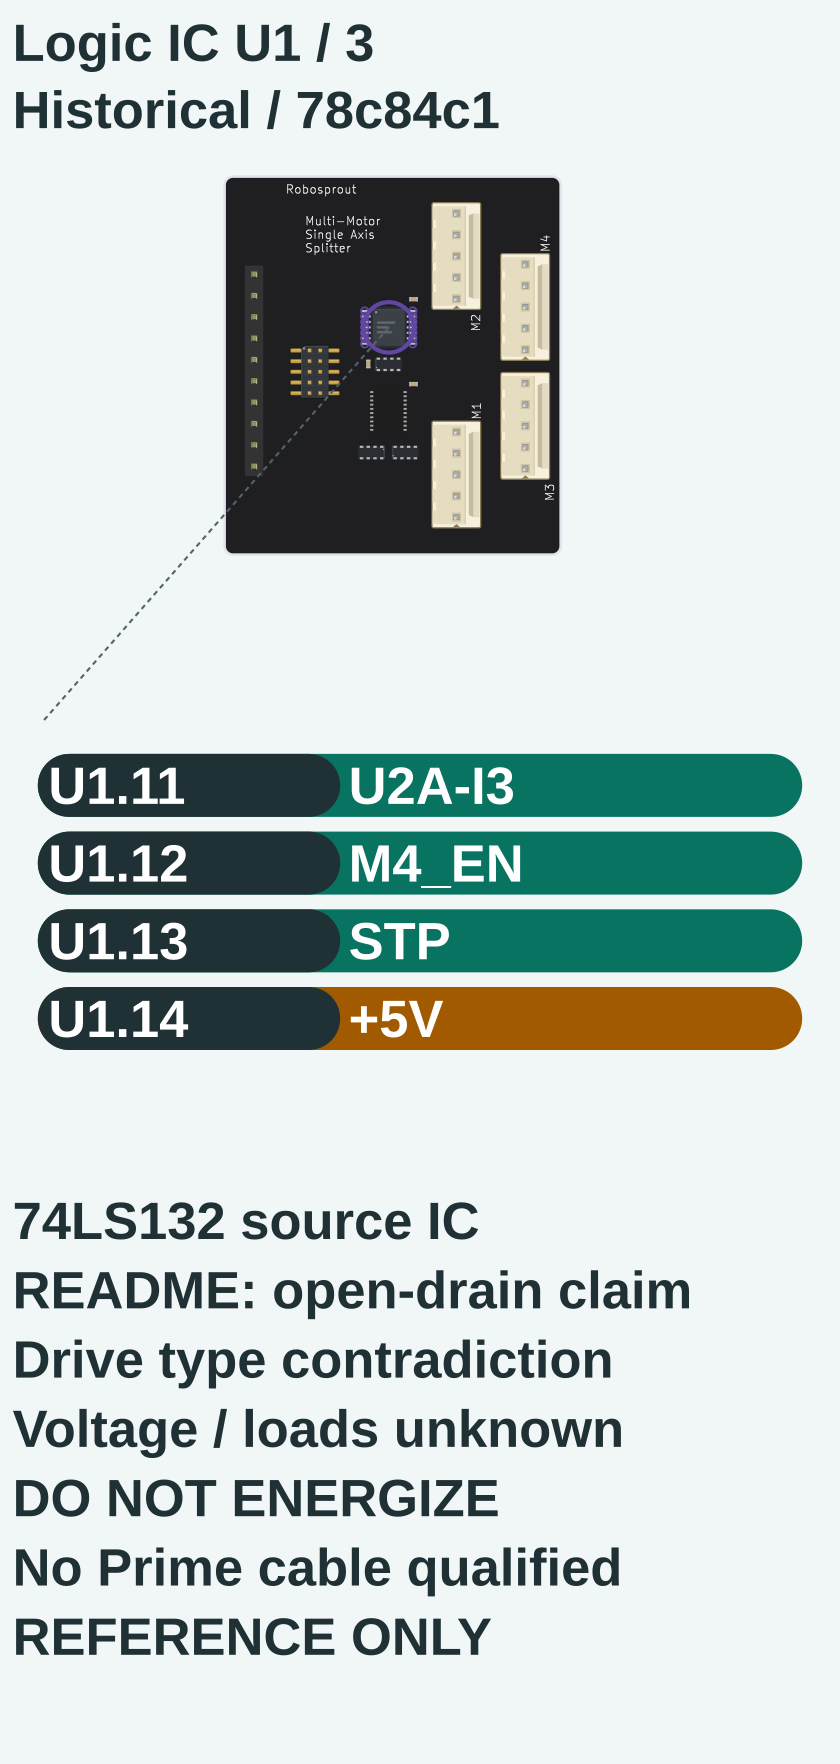 Logic IC U1 / 3
Historical / 78c84c1
Robosprout
Multi-Motor
Single Axis
Splitter
M4
M2
M1
M3
U1.11 U2A-I3
U1.12 M4_EN
U1.13 STP
U1.14 +5V
74LS132 source IC
README: open-drain claim
Drive type contradiction
Voltage / loads unknown
DO NOT ENERGIZE
No Prime cable qualified
REFERENCE ONLY